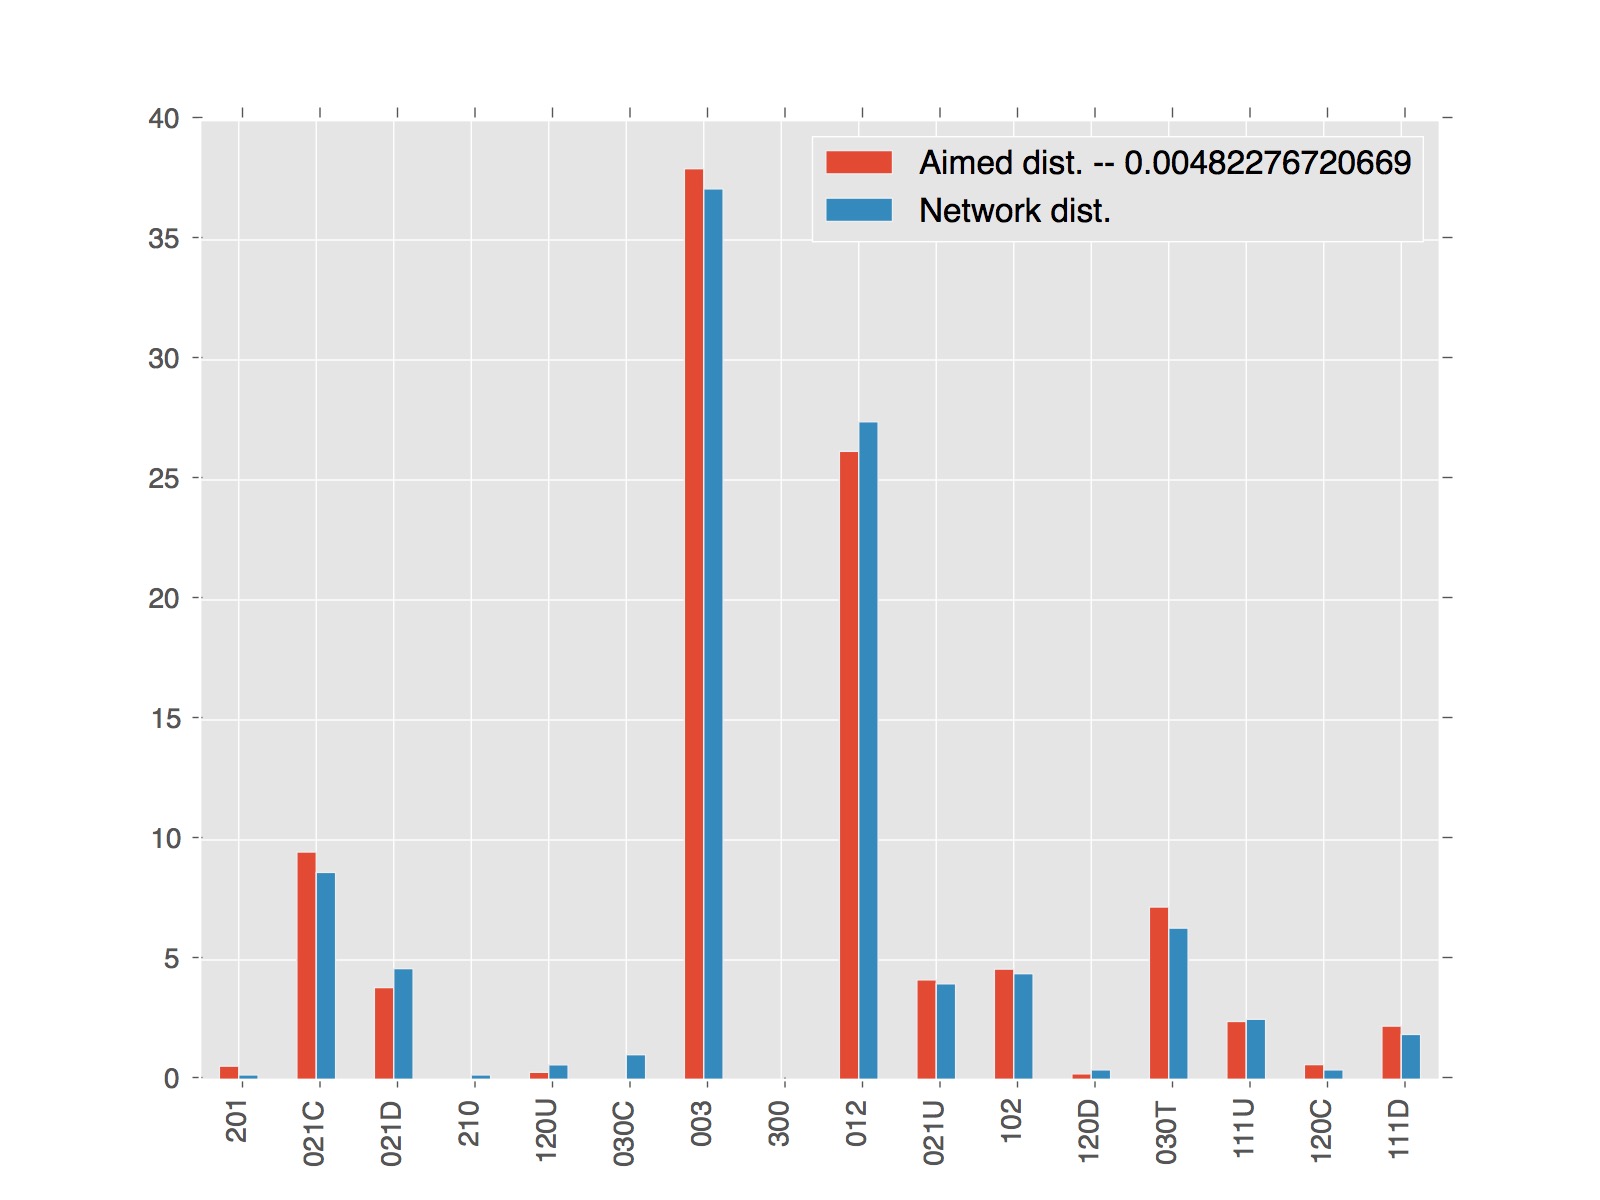 40
35
30
25
20
15
10
5
0
Aimed dist. -- 0.00482276720669
Network dist.
201
021C
021D
210
120U
030C
003
300
012
021U
102
120D
030T
111U
120C
111D